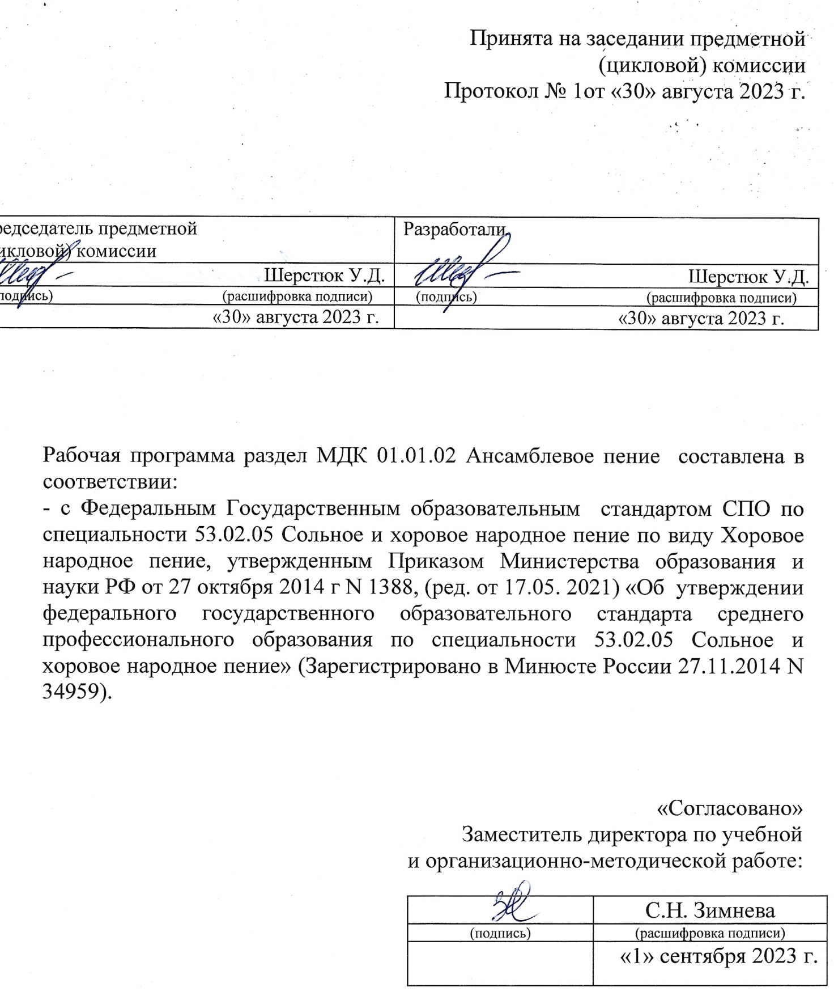 Принята на заседании предметной
(цикловой) комиссии
Протокол № 1от «30» августа 2023 г.
редседатель предметной
икловой) комиссии
Разработали
Шерстюк У.Д.
Шерстюк У.Д.
подпись)
(расшифровка подписи)
(подпись)
(расшифровка подписи)
«30» августа 2023 г.
«30» августа 2023 г.
Рабочая программа раздел МДК 01.01.02 Ансамблевое пение составлена в
соответствии:
- с Федеральным Государственным образовательным стандартом СПО по
специальности 53.02.05 Сольное и хоровое народное пение по виду Хоровое
народное пение, утвержденным Приказом Министерства образования и
науки РФ от 27 октября 2014 г N 1388, (ред. от 17.05. 2021) «Об утверждении
федерального государственного образовательного стандарта среднего
профессионального образования по специальности 53.02.05 Сольное и
хоровое народное пение» (Зарегистрировано в Минюсте России 27.11.2014 N
34959).
«Согласовано»
Заместитель директора по учебной
и организационно-методической работе:
С.Н. Зимнева
(подпись)
(расшифровка подписи)
«1» сентября 2023 г.